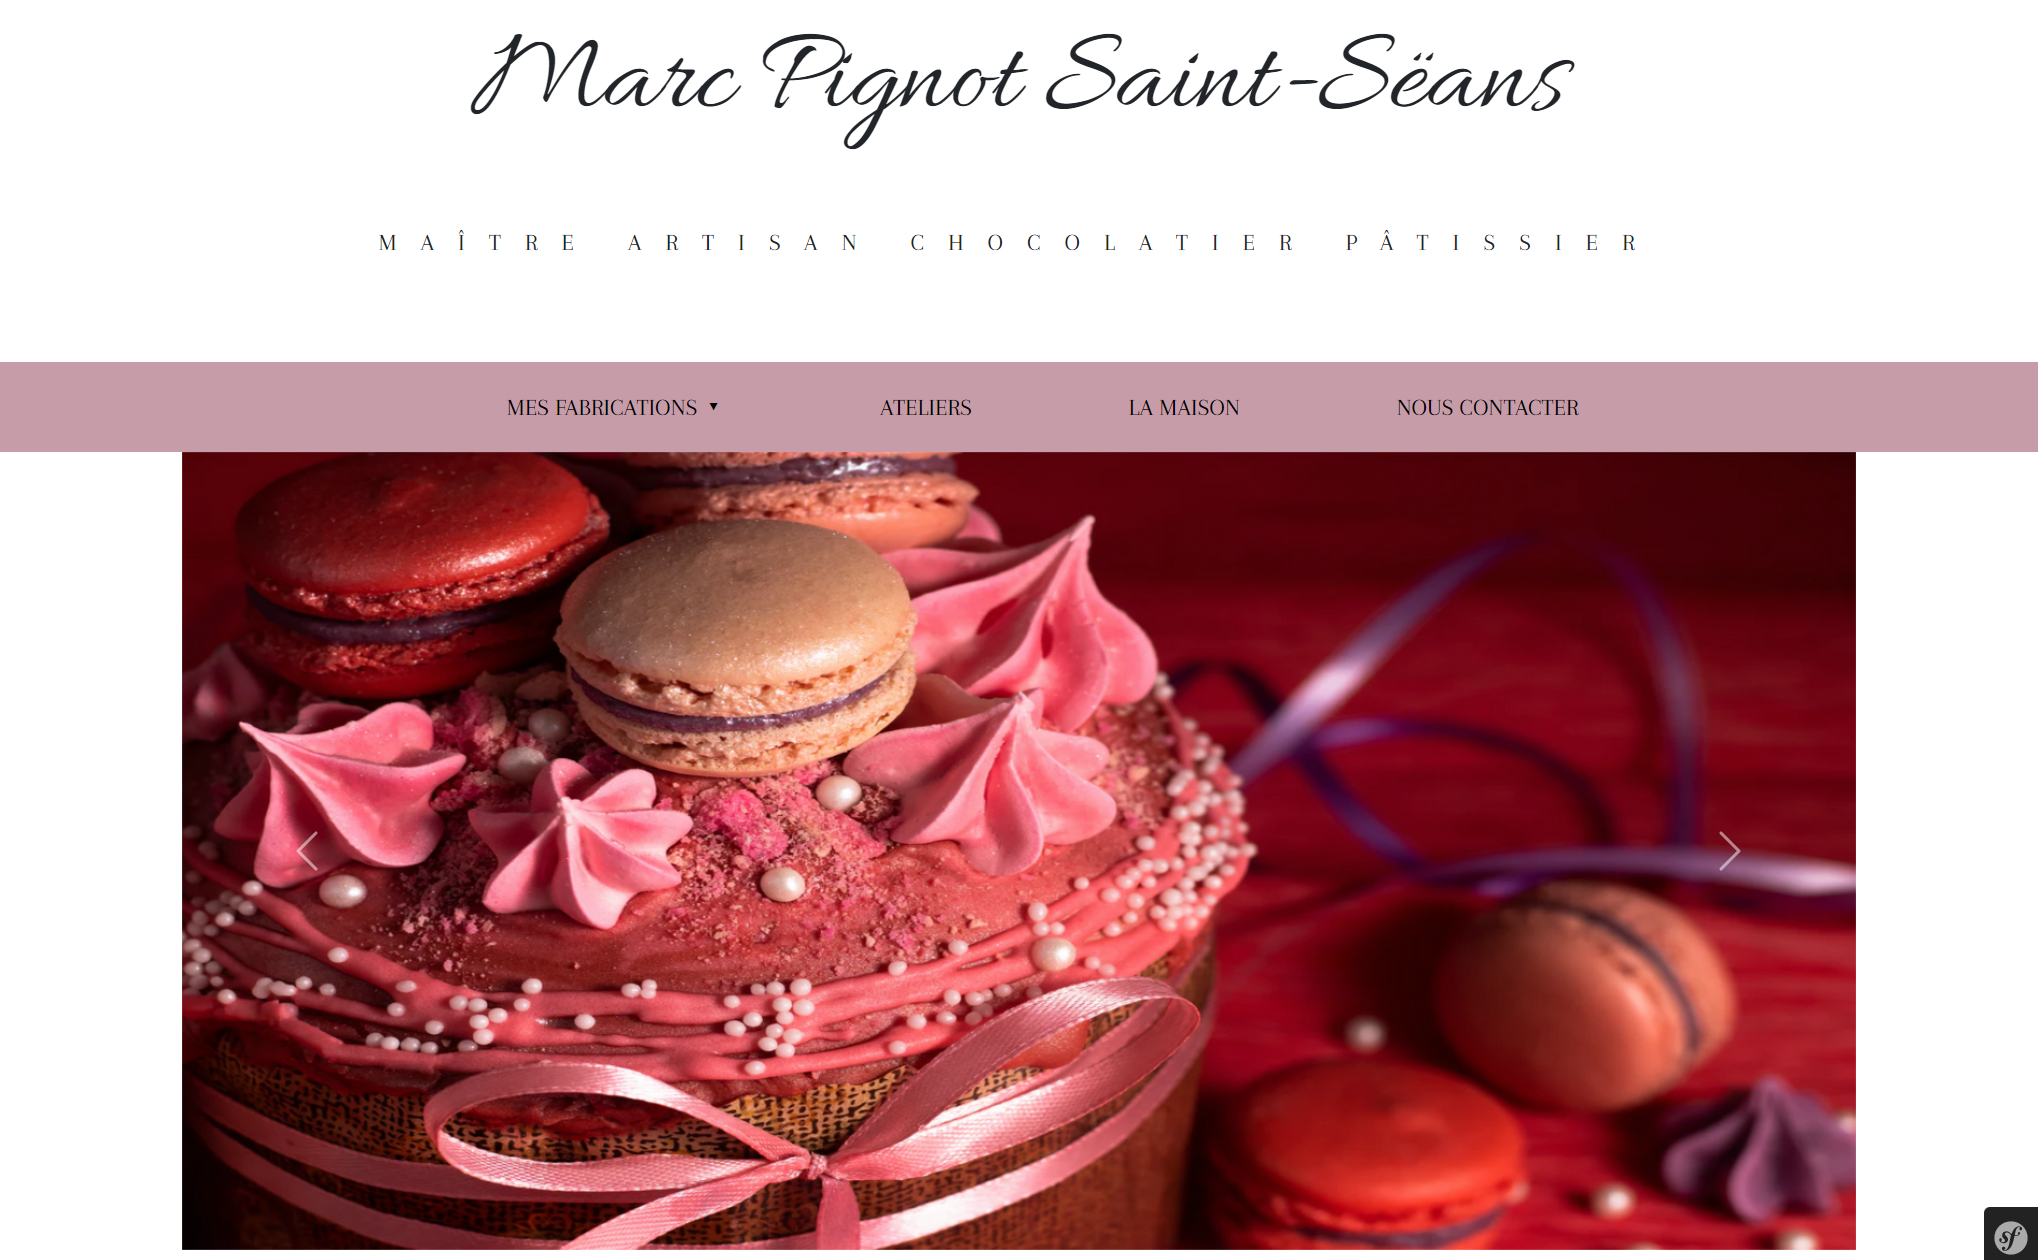 Marc Pignot Saint-Sëans
MAÎTRE ARTISAN CHOCOLATIER PÂTISSIER
MES FABRICATIONS ▼ ATELIERS LA MAISON NOUS CONTACTER
sf